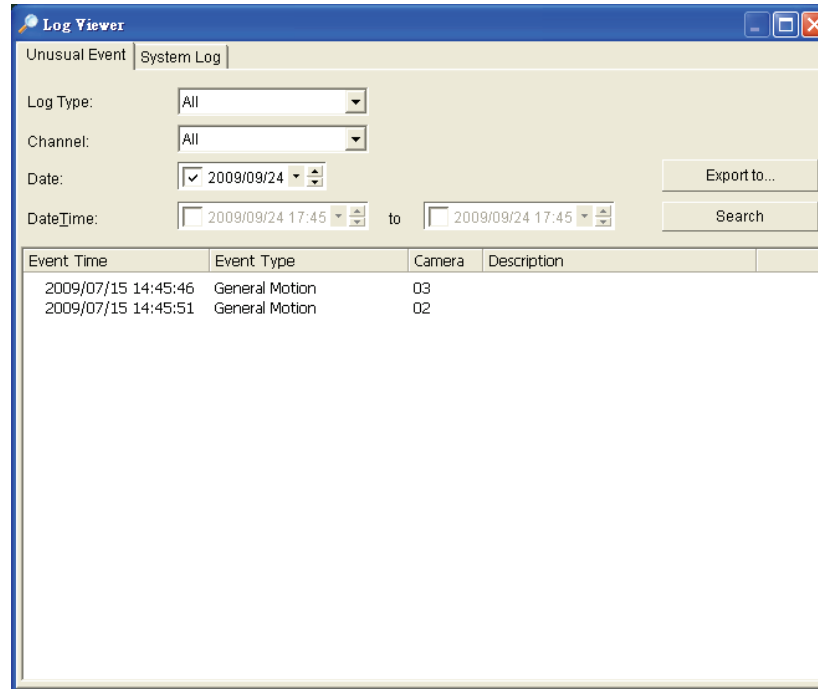 Log Viewer
Unusual Event System Log
Log Type: All
Channel: All
Date: 2009/09/24 Export to...
DateTime: 2009/09/24 17:45 to 2009/09/24 17:45 Search
Event Time Event Type Camera Description
2009/07/15 14:45:46 General Motion 03
2009/07/15 14:45:51 General Motion 02